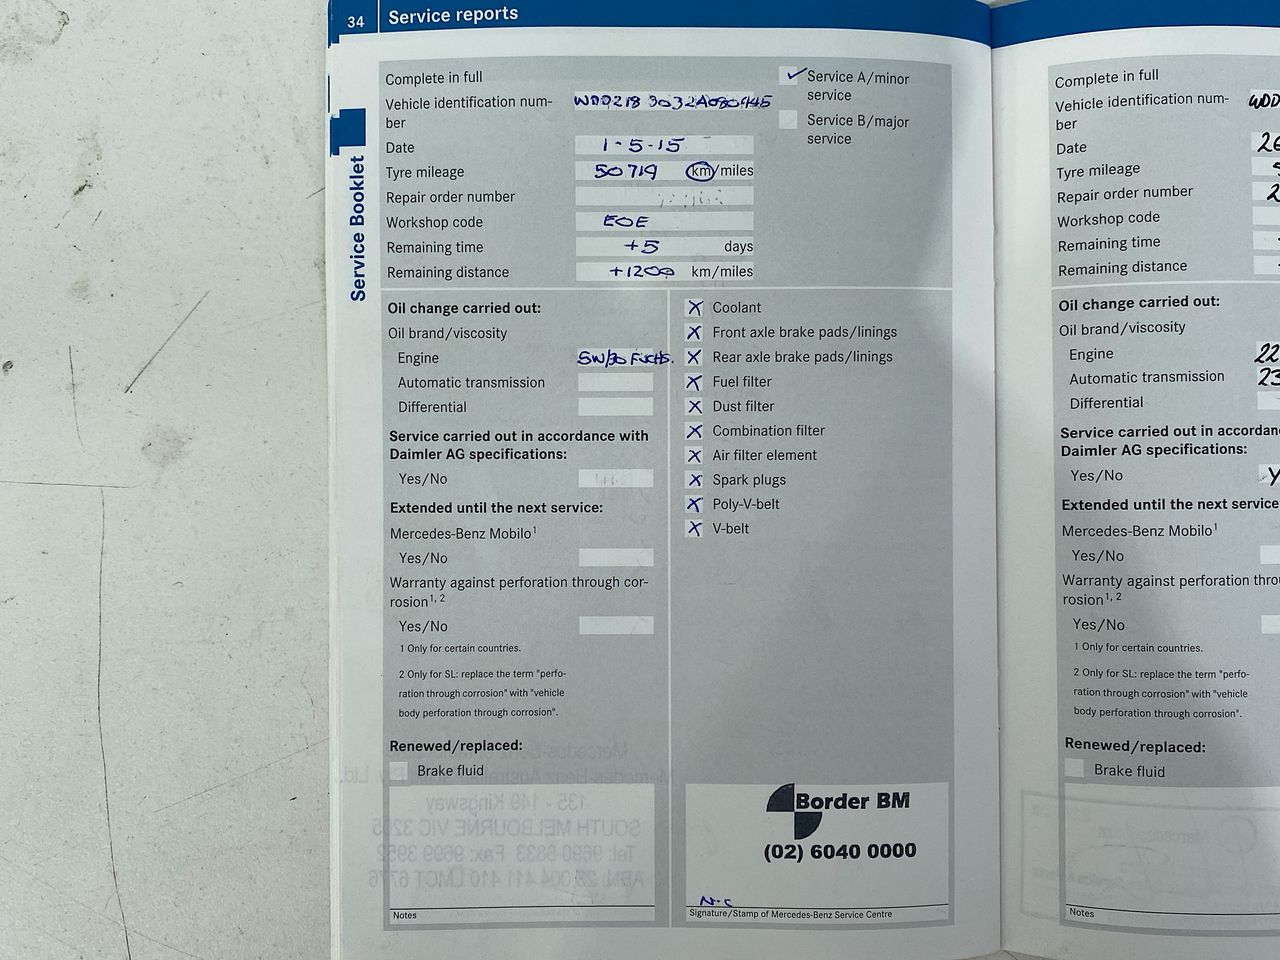 34 Service reports
Service Booklet
Complete in full
✓ Service A/minor
service
Service B/major
service
Vehicle identification num-
ber WDD218 3032A080445
Date 1-5-15
Tyre mileage 50719 km/miles
Repair order number
Workshop code EOE
Remaining time +5 days
Remaining distance +1200 km/miles
Oil change carried out:
Oil brand/viscosity
Engine 5W/30 FUCHS.
Automatic transmission
Differential
Service carried out in accordance with
Daimler AG specifications:
Yes/No
Extended until the next service:
Mercedes-Benz Mobilo1
Yes/No
Warranty against perforation through cor-
rosion1, 2
Yes/No
1 Only for certain countries.
2 Only for SL: replace the term "perfo-
ration through corrosion" with "vehicle
body perforation through corrosion".
Renewed/replaced:
Brake fluid
Notes
X Coolant
X Front axle brake pads/linings
X Rear axle brake pads/linings
X Fuel filter
X Dust filter
X Combination filter
X Air filter element
X Spark plugs
X Poly-V-belt
X V-belt
Border BM
(02) 6040 0000
N.C
Signature/Stamp of Mercedes-Benz Service Centre
Complete in full
Vehicle identification num-
ber WDD
Date 26
Tyre mileage
Repair order number 2
Workshop code
Remaining time
Remaining distance
Oil change carried out:
Oil brand/viscosity
Engine 22
Automatic transmission 23
Differential
Service carried out in accordan
Daimler AG specifications:
Yes/No Y
Extended until the next service
Mercedes-Benz Mobilo1
Yes/No
Warranty against perforation thro
rosion1, 2
Yes/No
1 Only for certain countries.
2 Only for SL: replace the term "perfo-
ration through corrosion" with "vehicle
body perforation through corrosion".
Renewed/replaced:
Brake fluid
Notes